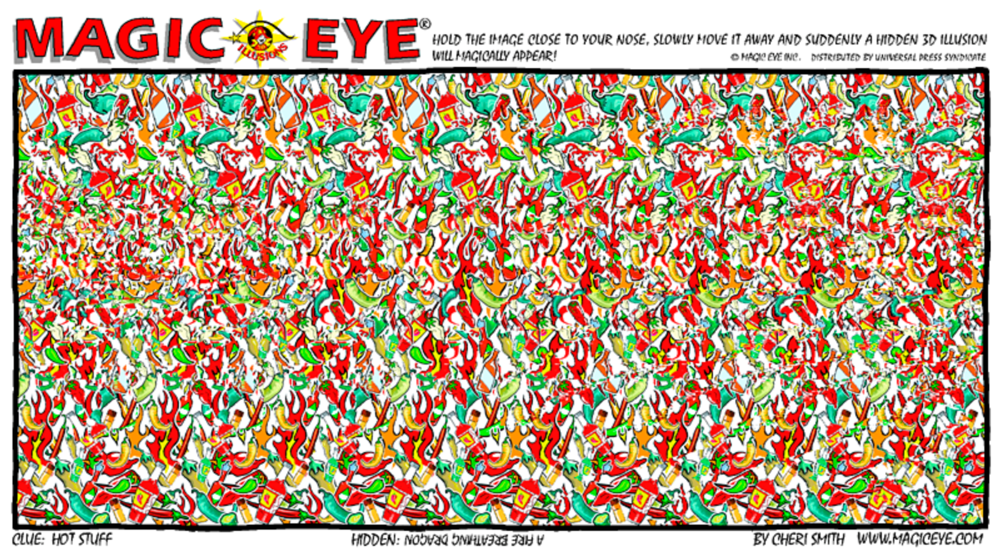 MAGIC EYE®
ILLUSIONS
HOLD THE IMAGE CLOSE TO YOUR NOSE, SLOWLY MOVE IT AWAY AND SUDDENLY A HIDDEN 3D ILLUSION
WILL MAGICALLY APPEAR!
© MAGIC EYE INC. DISTRIBUTED BY UNIVERSAL PRESS SYNDICATE
CLUE: HOT STUFF
HIDDEN: A FIRE BREATHING DRAGON
BY CHERI SMITH WWW.MAGICEYE.COM